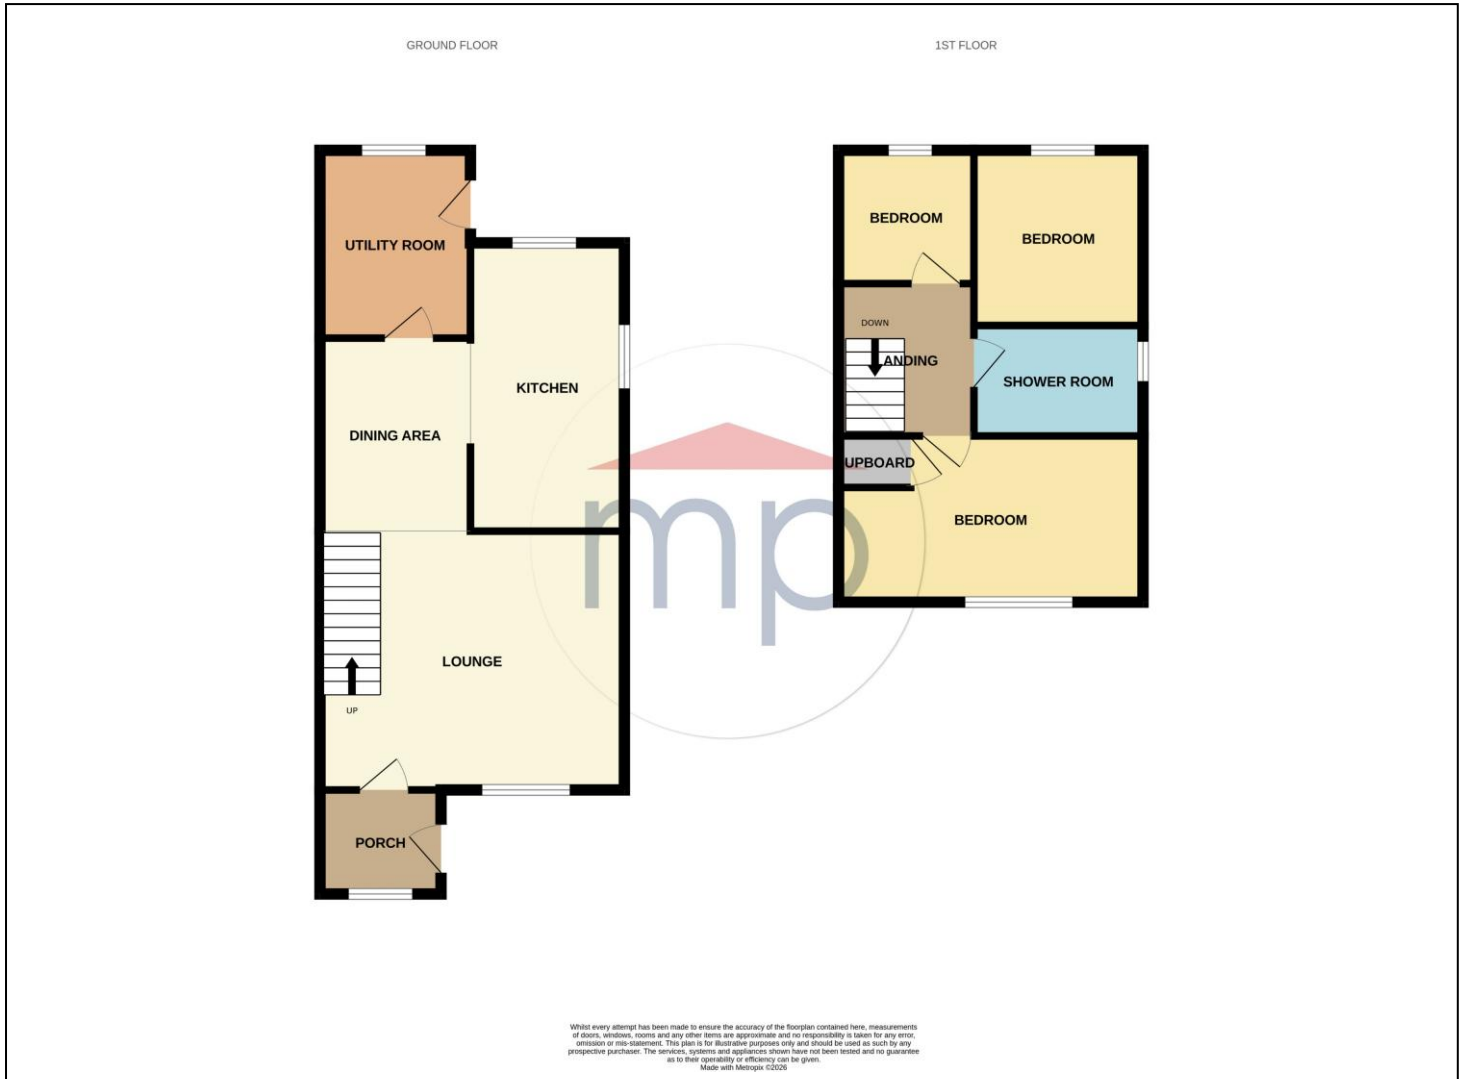 GROUND FLOOR
1ST FLOOR
UTILITY ROOM
KITCHEN
DINING AREA
LOUNGE
UP
PORCH
BEDROOM
BEDROOM
DOWN
LANDING
SHOWER ROOM
UPBOARD
BEDROOM
mp
Whilst every attempt has been made to ensure the accuracy of the floorplan contained here, measurements
of doors, windows, rooms and any other items are approximate and no responsibility is taken for any error,
omission or mis-statement. This plan is for illustrative purposes only and should be used as such by any
prospective purchaser. The services, systems and appliances shown have not been tested and no guarantee
as to their operability or efficiency can be given.
Made with Metropix ©2026